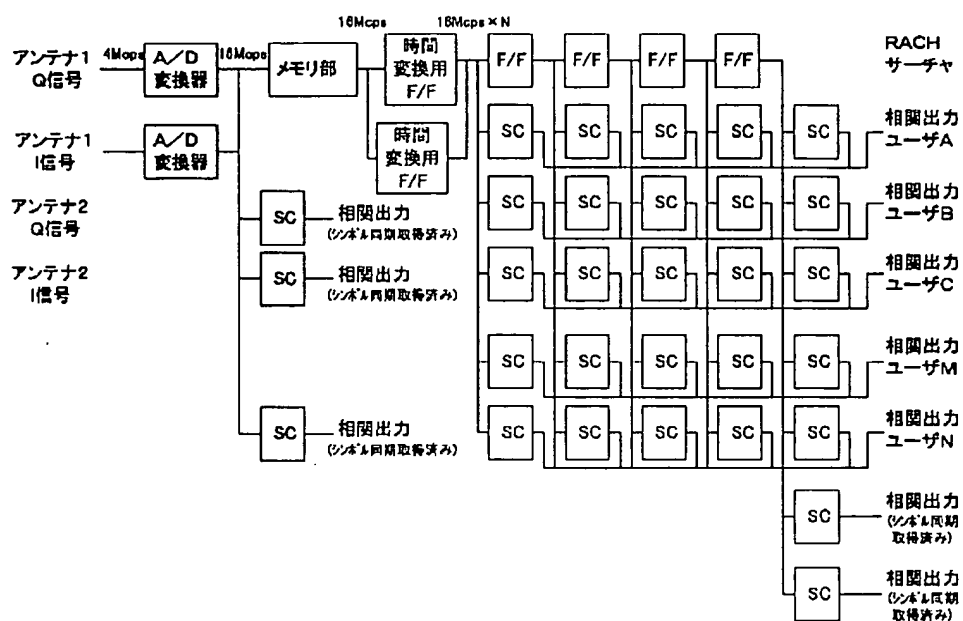 16Mcps
16Mcps×N
アンテナ1
Q信号
4Mcps
A/D
変換器
16Mcps
メモリ部
時間
変換用
F/F
F/F
F/F
F/F
F/F
RACH
サーチャ
アンテナ1
I信号
A/D
変換器
時間
変換用
F/F
SC
SC
SC
SC
SC
相関出力
ユーザA
アンテナ2
Q信号
SC
相関出力
(シンボル同期取得済み)
SC
SC
SC
SC
SC
相関出力
ユーザB
アンテナ2
I信号
SC
相関出力
(シンボル同期取得済み)
SC
SC
SC
SC
SC
相関出力
ユーザC
SC
SC
SC
SC
SC
相関出力
ユーザM
SC
相関出力
(シンボル同期取得済み)
SC
SC
SC
SC
SC
相関出力
ユーザN
SC
相関出力
(シンボル同期
取得済み)
SC
相関出力
(シンボル同期
取得済み)